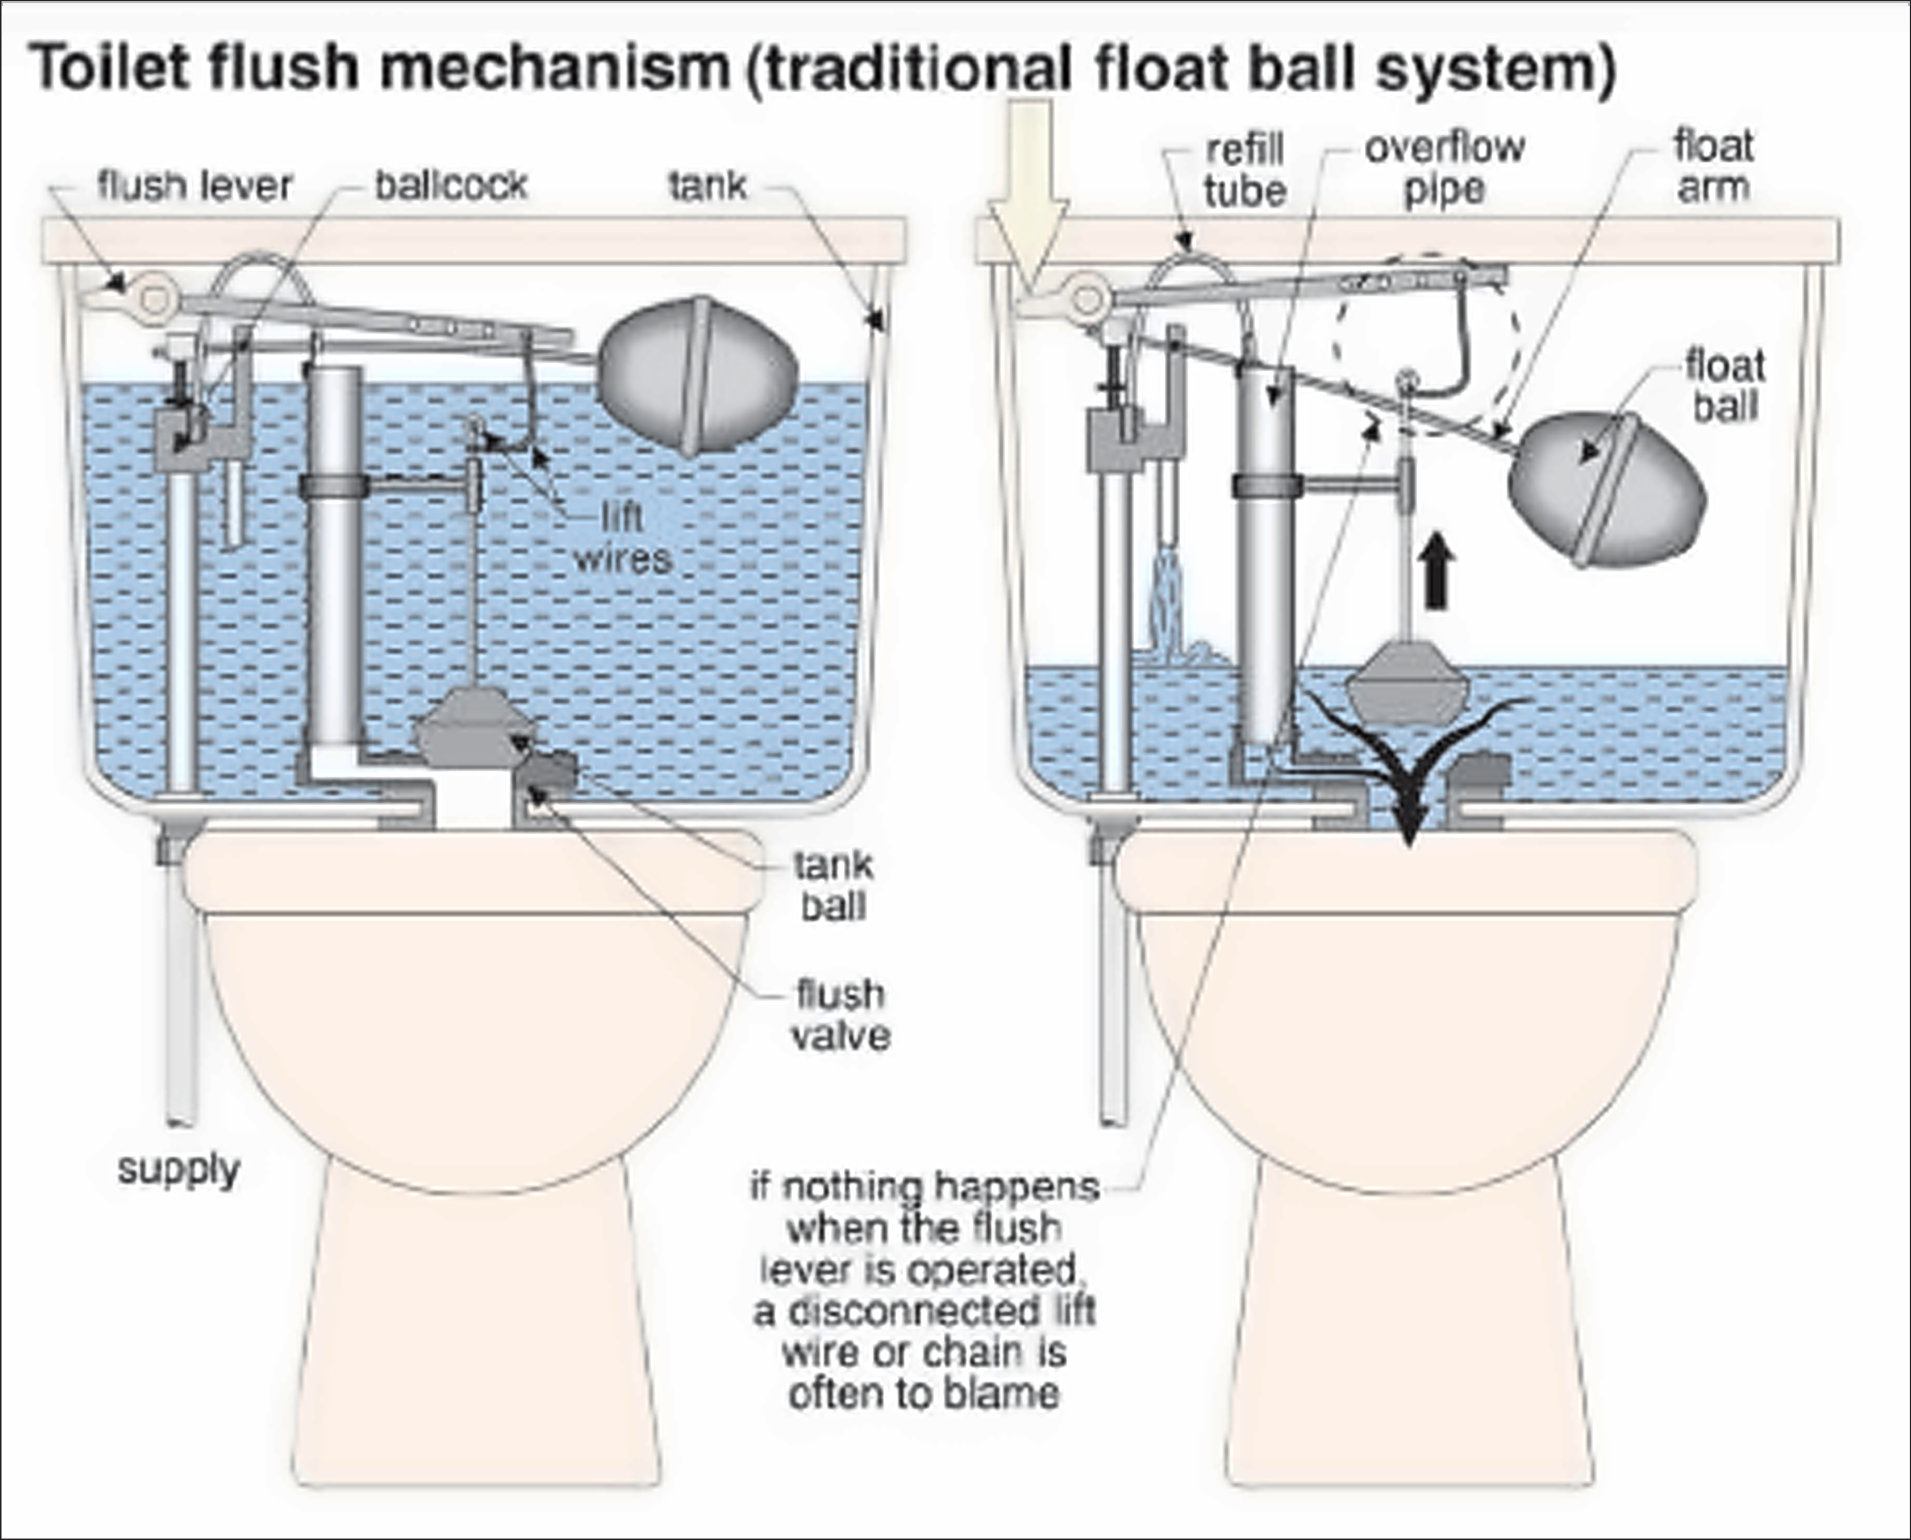 Toilet flush mechanism (traditional float ball system)
flush lever
ballcock
tank
refill
tube
overflow
pipe
float
arm
float
ball
lift
wires
tank
ball
flush
valve
supply
if nothing happens
when the flush
lever is operated,
a disconnected lift
wire or chain is
often to blame